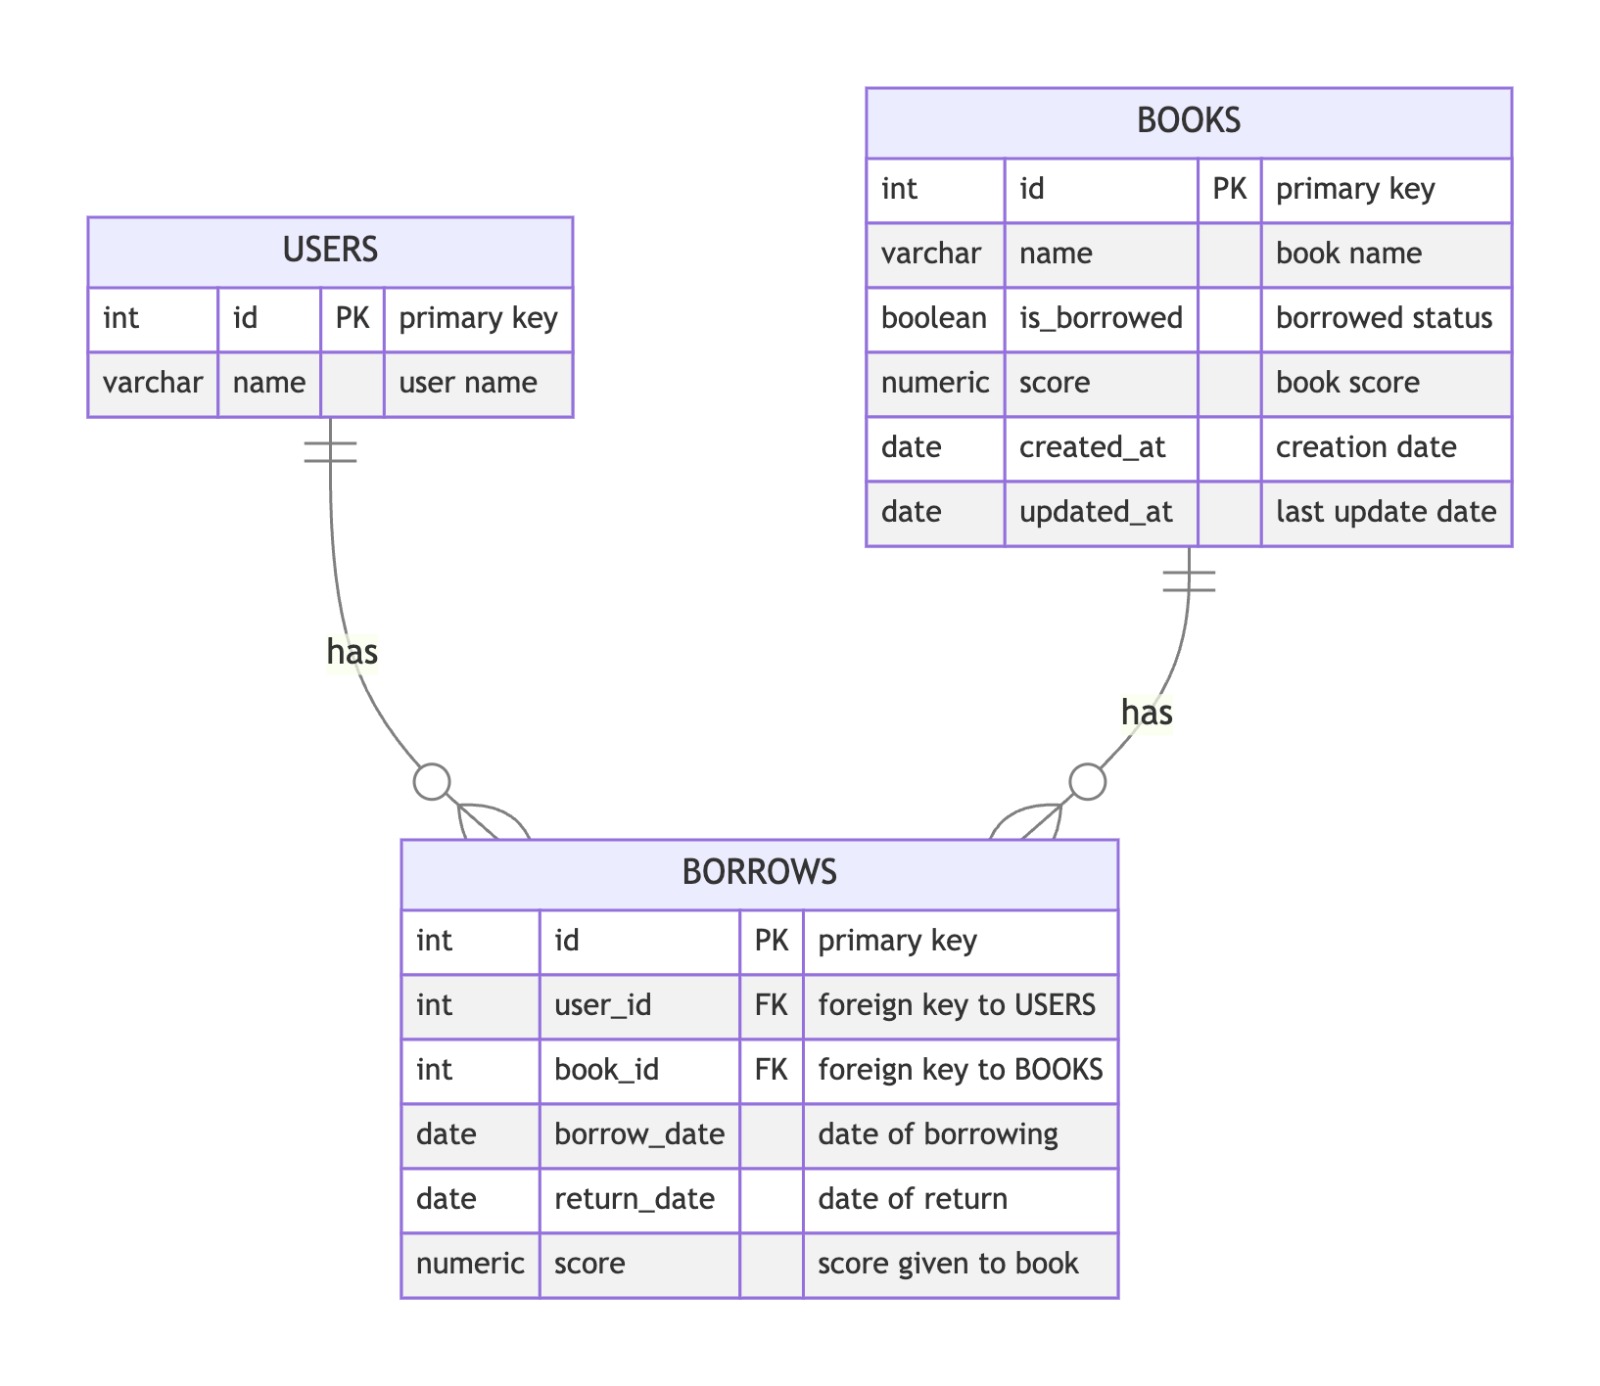 USERS
int id PK primary key
varchar name user name
BOOKS
int id PK primary key
varchar name book name
boolean is_borrowed borrowed status
numeric score book score
date created_at creation date
date updated_at last update date
has
has
BORROWS
int id PK primary key
int user_id FK foreign key to USERS
int book_id FK foreign key to BOOKS
date borrow_date date of borrowing
date return_date date of return
numeric score score given to book